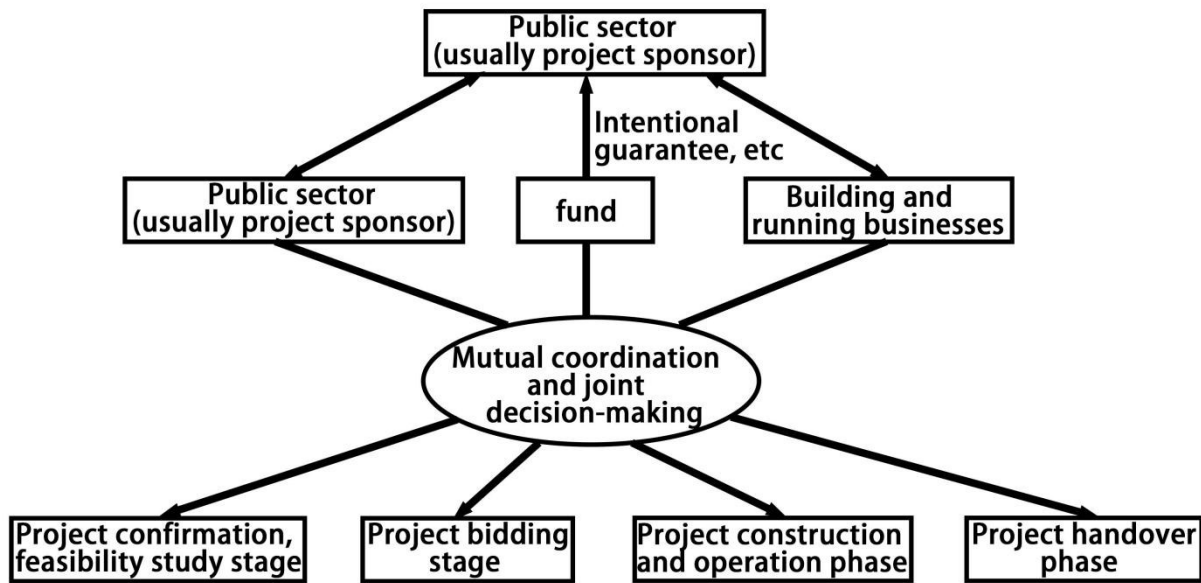 Public sector
(usually project sponsor)
Intentional
guarantee, etc
Public sector
(usually project sponsor)
fund
Building and
running businesses
Mutual coordination
and joint
decision-making
Project confirmation,
feasibility study stage
Project bidding
stage
Project construction
and operation phase
Project handover
phase